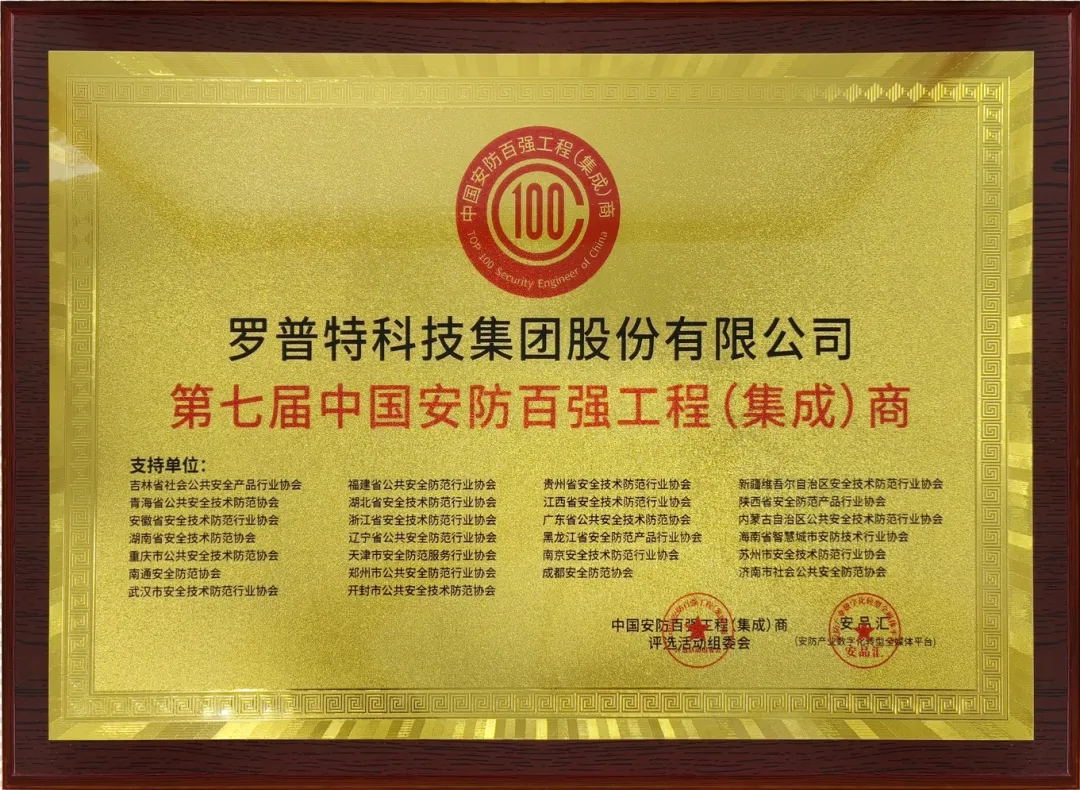 中国安防百强工程(集成)商
100
TOP 100 Security Engineer of China
罗普特科技集团股份有限公司
第七届中国安防百强工程(集成)商
支持单位:
吉林省社会公共安全产品行业协会 福建省公共安全防范行业协会 贵州省安全技术防范行业协会 新疆维吾尔自治区安全技术防范行业协会
青海省公共安全技术防范协会 湖北省安全技术防范行业协会 江西省安全技术防范行业协会 陕西省安全防范产品行业协会
安徽省安全技术防范行业协会 浙江省安全技术防范行业协会 广东省公共安全技术防范协会 内蒙古自治区公共安全技术防范行业协会
湖南省安全技术防范协会 辽宁省公共安全防范行业协会 黑龙江省安全防范产品行业协会 海南省智慧城市安防技术行业协会
重庆市公共安全技术防范协会 天津市安全防范服务行业协会 南京安全技术防范行业协会 苏州市安全技术防范行业协会
南通安全防范协会 郑州市公共安全防范行业协会 成都安全防范协会 济南市社会公共安全防范协会
武汉市安全技术防范行业协会 开封市公共安全技术防范协会
中国安防百强工程(集成)商 安品汇
评选活动组委会 (安防产业数字化转型全媒体平台)
安品汇